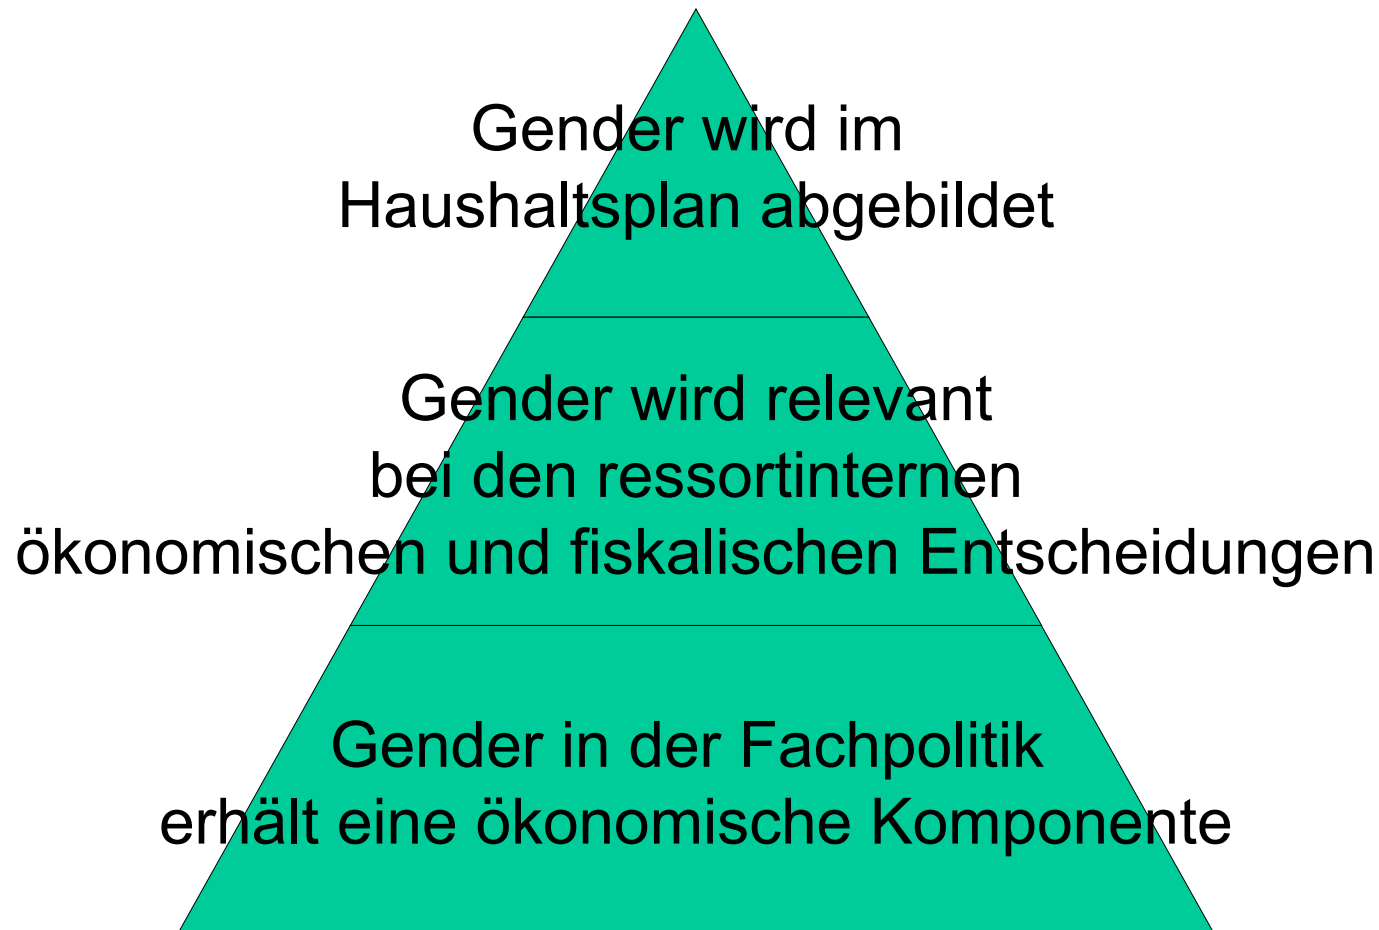 Gender wird im
Haushaltsplan abgebildet
Gender wird relevant
bei den ressortinternen
ökonomischen und fiskalischen Entscheidungen
Gender in der Fachpolitik
erhält eine ökonomische Komponente